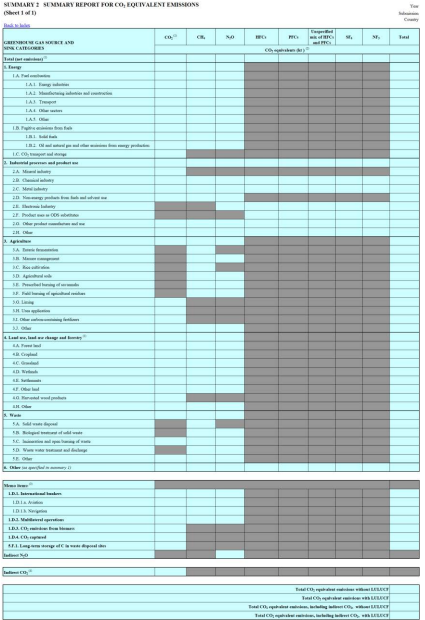 SUMMARY 2 SUMMARY REPORT FOR CO₂ EQUIVALENT EMISSIONS
(Sheet 1 of 1)
Year
Submission
Country
Back to Index
GREENHOUSE GAS SOURCE AND
SINK CATEGORIES
CO₂⁽¹⁾ CH₄ N₂O HFCs PFCs Unspecified mix of HFCs and PFCs SF₆ NF₃ Total
CO₂ equivalent (kt)
Total (net emissions)
1. Energy
1.A. Fuel combustion
1.A.1. Energy industries
1.A.2. Manufacturing industries and construction
1.A.3. Transport
1.A.4. Other sectors
1.A.5. Other
1.B. Fugitive emissions from fuels
1.B.1. Solid fuels
1.B.2. Oil and natural gas and other emissions from energy production
1.C. CO₂ transport and storage
2. Industrial processes and product use
2.A. Mineral industry
2.B. Chemical industry
2.C. Metal industry
2.D. Non-energy products from fuels and solvent use
2.E. Electronic Industry
2.F. Product uses as ODS substitutes
2.G. Other product manufacture and use
2.H. Other
3. Agriculture
3.A. Enteric fermentation
3.B. Manure management
3.C. Rice cultivation
3.D. Agricultural soils
3.E. Prescribed burning of savannahs
3.F. Field burning of agricultural residues
3.G. Liming
3.H. Urea application
3.I. Other carbon-containing fertilizers
3.J. Other
4. Land use, land-use change and forestry
4.A. Forest land
4.B. Cropland
4.C. Grassland
4.D. Wetlands
4.E. Settlements
4.F. Other land
4.G. Harvested wood products
4.H. Other
5. Waste
5.A. Solid waste disposal
5.B. Biological treatment of solid waste
5.C. Incineration and open burning of waste
5.D. Waste water treatment and discharge
5.E. Other
6. Other (as specified in summary 1)
Memo items:
1.D.1. International bunkers
1.D.1.a. Aviation
1.D.1.b. Navigation
1.D.2. Multilateral operations
1.D.3. CO₂ emissions from biomass
1.D.4. CO₂ captured
5.F.1. Long-term storage of C in waste disposal sites
Indirect N₂O
Indirect CO₂
Total CO₂ equivalent emissions without LULUCF
Total CO₂ equivalent emissions with LULUCF
Total CO₂ equivalent emissions, including indirect CO₂, without LULUCF
Total CO₂ equivalent emissions, including indirect CO₂, with LULUCF